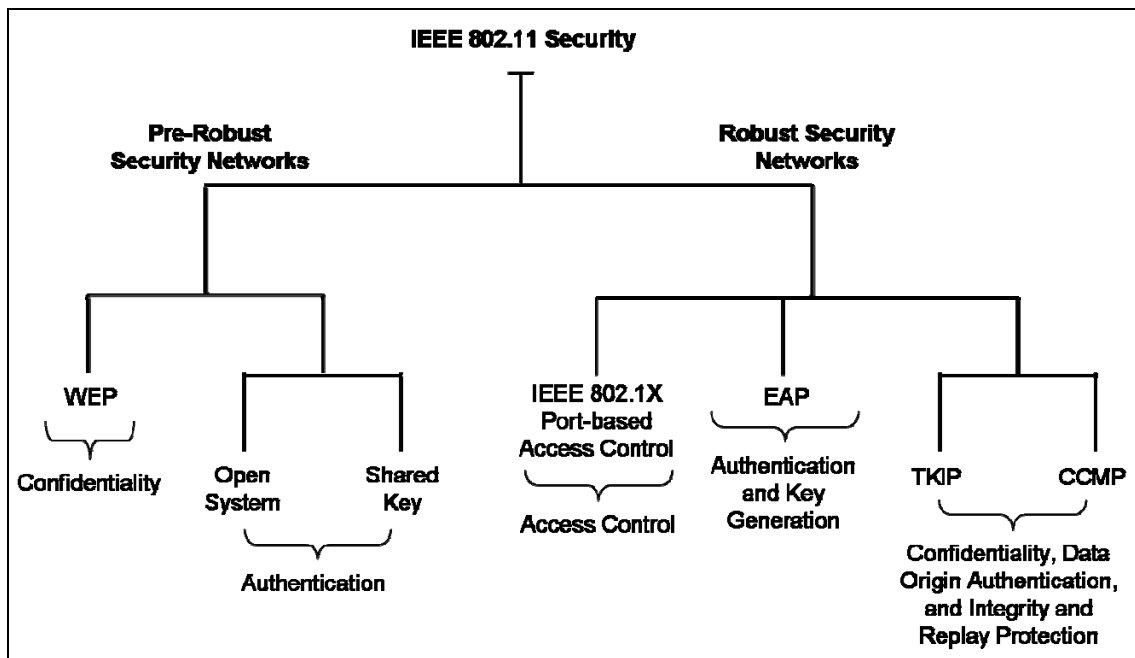 IEEE 802.11 Security
Pre-Robust
Security Networks
Robust Security
Networks
WEP
Confidentiality
Open
System
Shared
Key
Authentication
IEEE 802.1X
Port-based
Access Control
Access Control
EAP
Authentication
and Key
Generation
TKIP
CCMP
Confidentiality, Data
Origin Authentication,
and Integrity and
Replay Protection